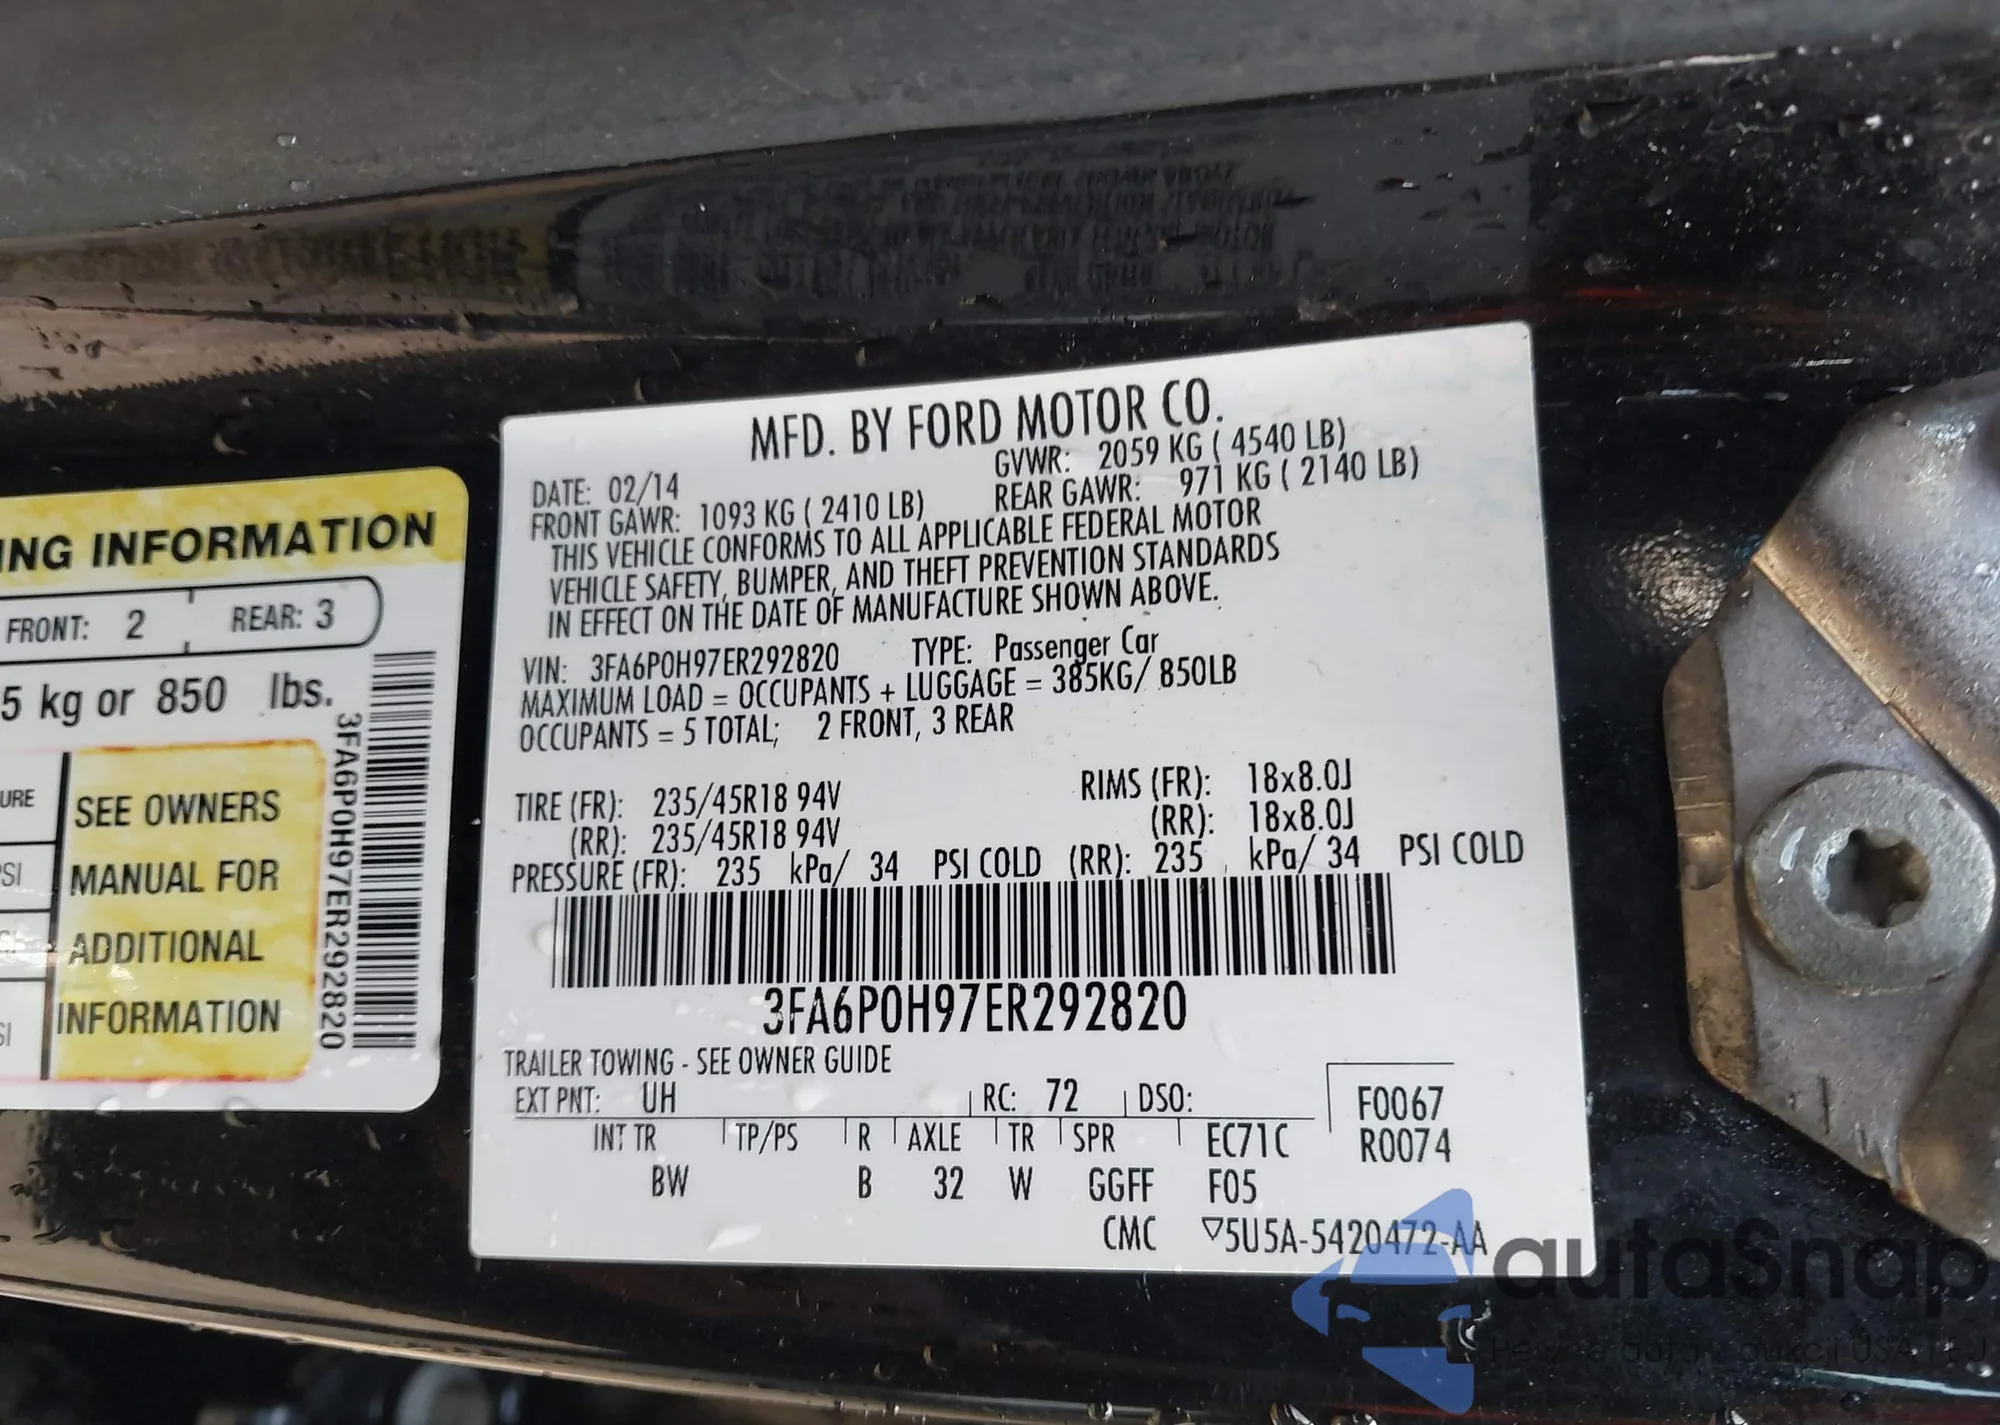 ING INFORMATION
FRONT: 2 REAR: 3
5 kg or 850 lbs.
URE
SEE OWNERS
MANUAL FOR
ADDITIONAL
INFORMATION
SI
3FA6P0H97ER292820
MFD. BY FORD MOTOR CO.
DATE: 02/14 GVWR: 2059 KG ( 4540 LB)
FRONT GAWR: 1093 KG ( 2410 LB) REAR GAWR: 971 KG ( 2140 LB)
THIS VEHICLE CONFORMS TO ALL APPLICABLE FEDERAL MOTOR
VEHICLE SAFETY, BUMPER, AND THEFT PREVENTION STANDARDS
IN EFFECT ON THE DATE OF MANUFACTURE SHOWN ABOVE.
VIN: 3FA6P0H97ER292820 TYPE: Passenger Car
MAXIMUM LOAD = OCCUPANTS + LUGGAGE = 385KG/ 850LB
OCCUPANTS = 5 TOTAL; 2 FRONT, 3 REAR
TIRE (FR): 235/45R18 94V RIMS (FR): 18x8.0J
(RR): 235/45R18 94V (RR): 18x8.0J
PRESSURE (FR): 235 kPa/ 34 PSI COLD (RR): 235 kPa/ 34 PSI COLD
3FA6P0H97ER292820
TRAILER TOWING - SEE OWNER GUIDE
EXT PNT: UH RC: 72 DSO: F0067
INT TR TP/PS R AXLE TR SPR EC71C R0074
BW B 32 W GGFF F05
CMC ▽5U5A-5420472-AA
autaSnap